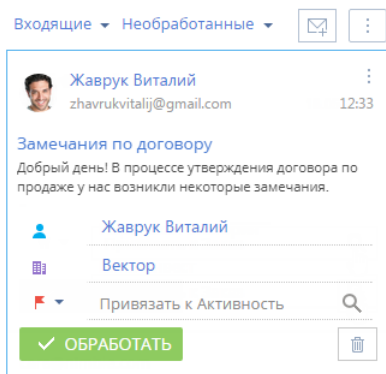 Входящие Необработанные
Жаврук Виталий
zhavrukvitalij@gmail.com 12:33
Замечания по договору
Добрый день! В процессе утверждения договора по
продаже у нас возникли некоторые замечания.
Жаврук Виталий
Вектор
Привязать к Активность
ОБРАБОТАТЬ